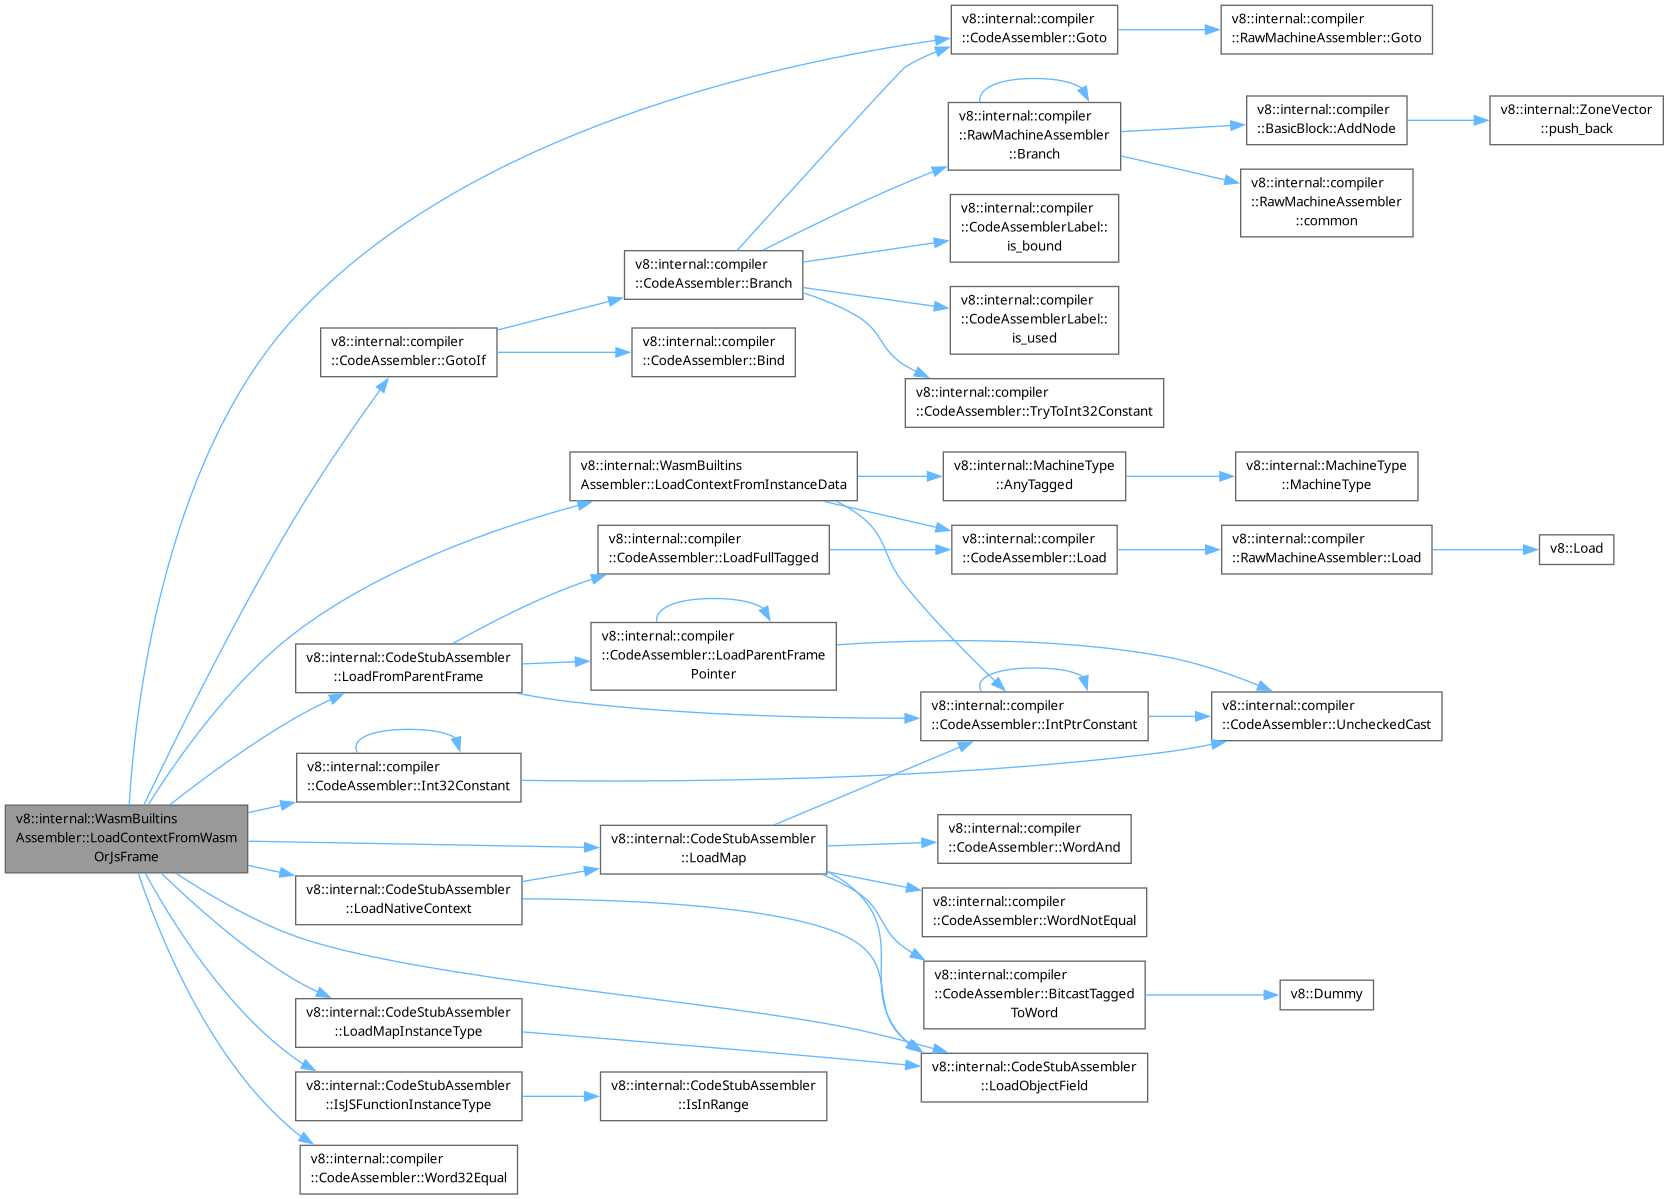 v8::internal::compiler
::CodeAssembler::Goto
v8::internal::compiler
::RawMachineAssembler::Goto
v8::internal::compiler
::RawMachineAssembler
::Branch
v8::internal::compiler
::BasicBlock::AddNode
v8::internal::ZoneVector
::push_back
v8::internal::compiler
::RawMachineAssembler
::common
v8::internal::compiler
::CodeAssemblerLabel::
is_bound
v8::internal::compiler
::CodeAssembler::Branch
v8::internal::compiler
::CodeAssemblerLabel::
is_used
v8::internal::compiler
::CodeAssembler::GotoIf
v8::internal::compiler
::CodeAssembler::Bind
v8::internal::compiler
::CodeAssembler::TryToInt32Constant
v8::internal::WasmBuiltins
Assembler::LoadContextFromInstanceData
v8::internal::MachineType
::AnyTagged
v8::internal::MachineType
::MachineType
v8::internal::compiler
::CodeAssembler::LoadFullTagged
v8::internal::compiler
::CodeAssembler::Load
v8::internal::compiler
::RawMachineAssembler::Load
v8::Load
v8::internal::CodeStubAssembler
::LoadFromParentFrame
v8::internal::compiler
::CodeAssembler::LoadParentFrame
Pointer
v8::internal::compiler
::CodeAssembler::IntPtrConstant
v8::internal::compiler
::CodeAssembler::UncheckedCast
v8::internal::compiler
::CodeAssembler::Int32Constant
v8::internal::WasmBuiltins
Assembler::LoadContextFromWasm
OrJsFrame
v8::internal::CodeStubAssembler
::LoadMap
v8::internal::compiler
::CodeAssembler::WordAnd
v8::internal::CodeStubAssembler
::LoadNativeContext
v8::internal::compiler
::CodeAssembler::WordNotEqual
v8::internal::compiler
::CodeAssembler::BitcastTagged
ToWord
v8::Dummy
v8::internal::CodeStubAssembler
::LoadMapInstanceType
v8::internal::CodeStubAssembler
::LoadObjectField
v8::internal::CodeStubAssembler
::IsJSFunctionInstanceType
v8::internal::CodeStubAssembler
::IsInRange
v8::internal::compiler
::CodeAssembler::Word32Equal